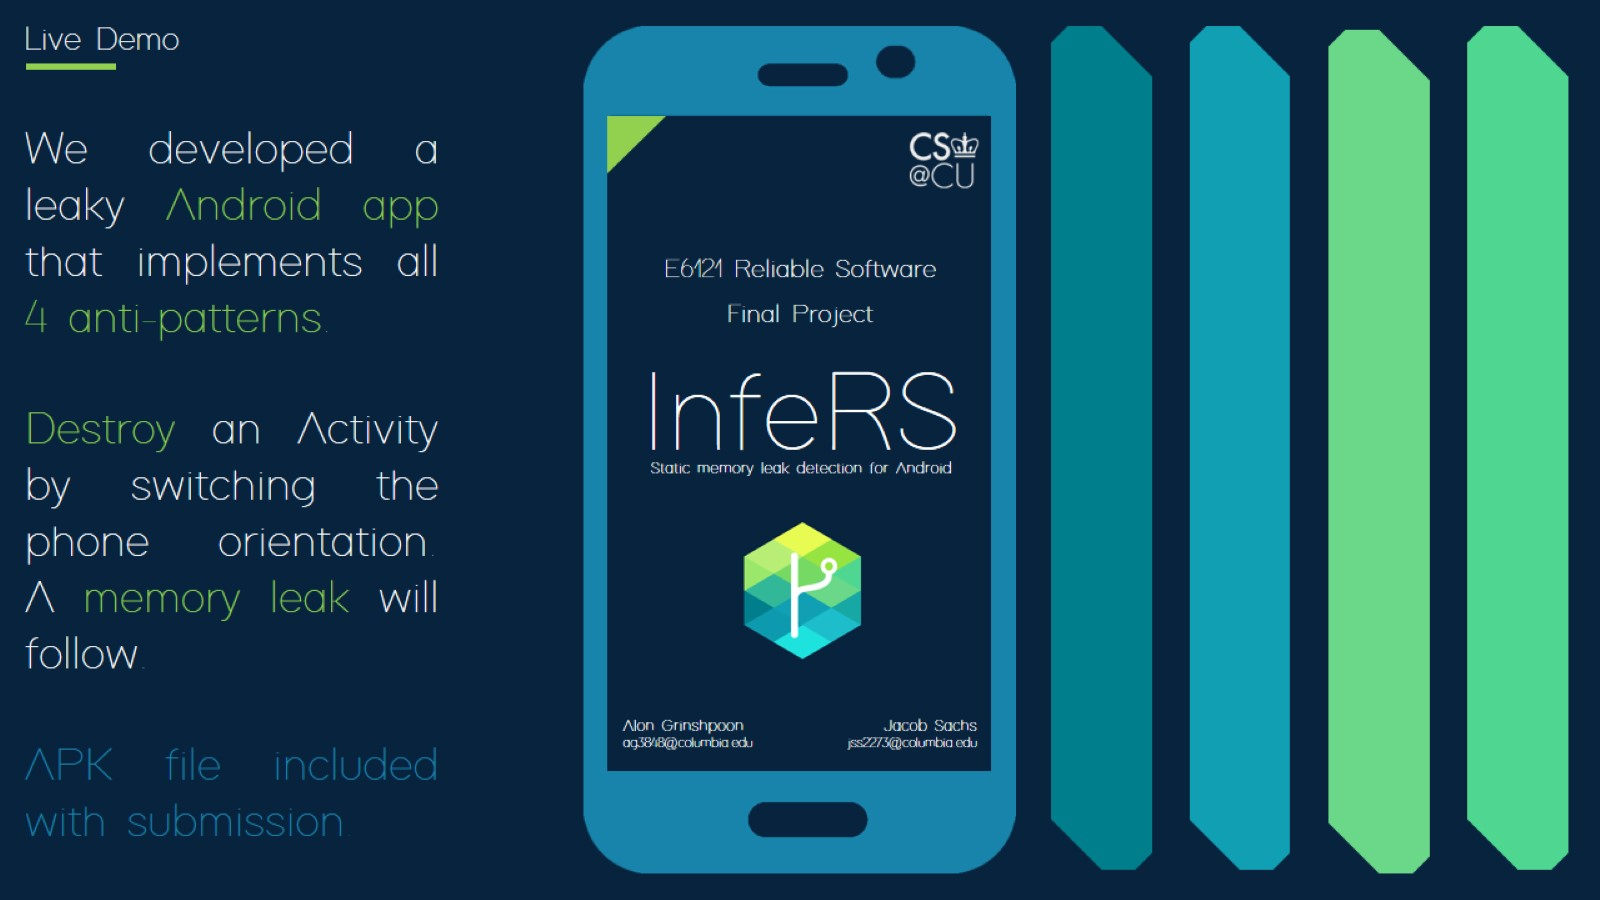 Live Demo
We developed a
leaky Android app
that implements all
4 anti-patterns.
Destroy an Activity
by switching the
phone orientation.
A memory leak will
follow.
APK file included
with submission.
CS
@CU
E6121 Reliable Software
Final Project
InfeRS
Static memory leak detection for Android
Alon Grinshpoon
ag3848@columbia.edu
Jacob Sachs
jss2273@columbia.edu